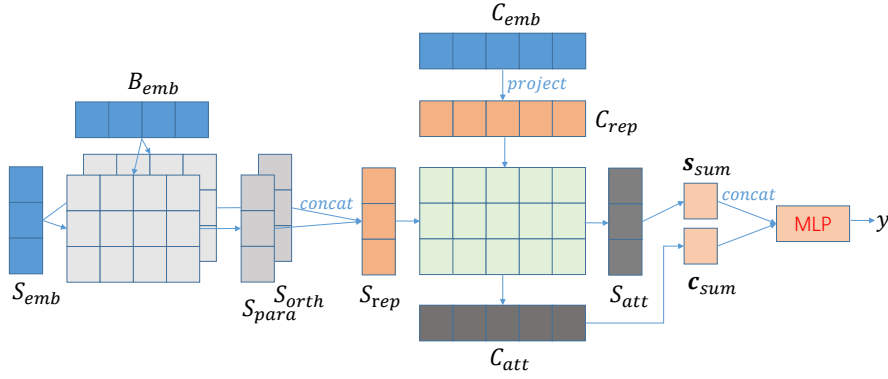 C_emb
project
B_emb
C_rep
s_sum
concat
concat
MLP
y
S_emb
S_para
S_orth
S_rep
S_att
c_sum
C_att